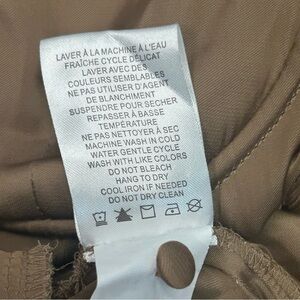 LAVER À LA MACHINE À L'EAU
FRAÎCHE CYCLE DÉLICAT
LAVER AVEC DES
COULEURS SEMBLABLES
NE PAS UTILISER D'AGENT
DE BLANCHIMENT
SUSPENDRE POUR SECHER
REPASSER À BASSE
TEMPÉRATURE
NE PAS NETTOYER À SEC
MACHINE WASH IN COLD
WATER GENTLE CYCLE
WASH WITH LIKE COLORS
DO NOT BLEACH
HANG TO DRY
COOL IRON IF NEEDED
DO NOT DRY CLEAN